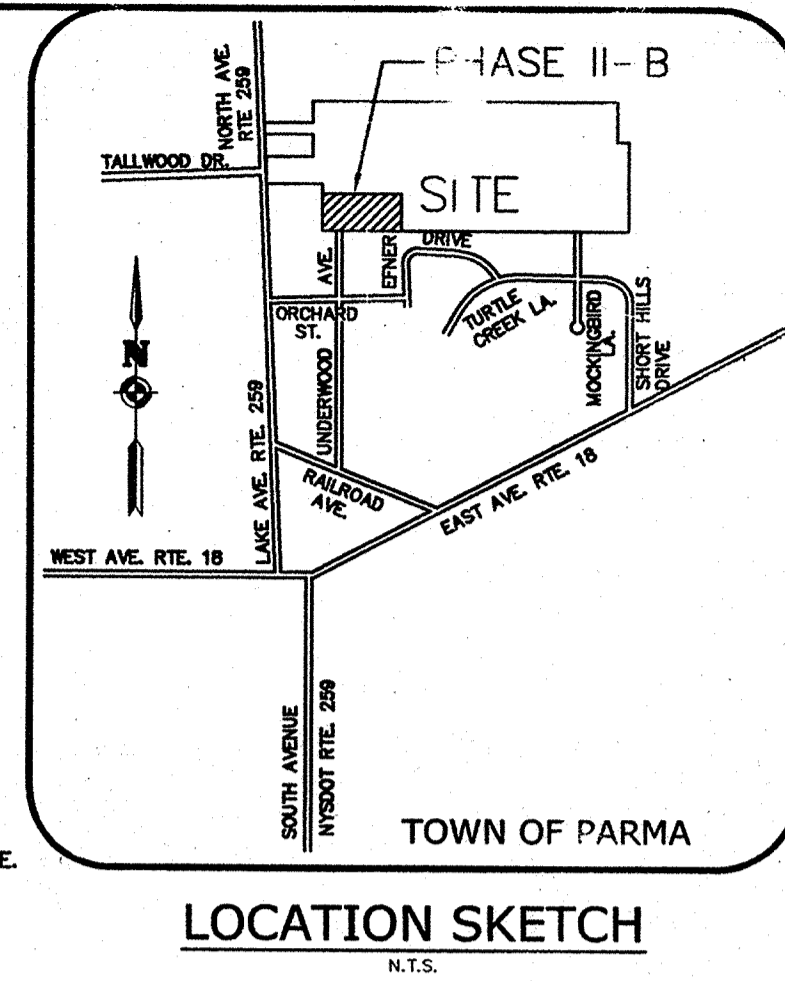 PHASE II-B
NORTH AVE.
RTE 259
TALLWOOD DR.
SITE
EFNER
DRIVE
UNDERWOOD AVE.
ORCHARD
ST.
TURTLE
CREEK LA.
MOCKINGBIRD
LA.
SHORT HILLS
DRIVE
N
LAKE AVE. RTE. 259
RAILROAD
AVE.
EAST AVE. RTE. 18
WEST AVE. RTE. 18
SOUTH AVENUE
NYSDOT RTE. 259
TOWN OF PARMA
E.
LOCATION SKETCH
N.T.S.